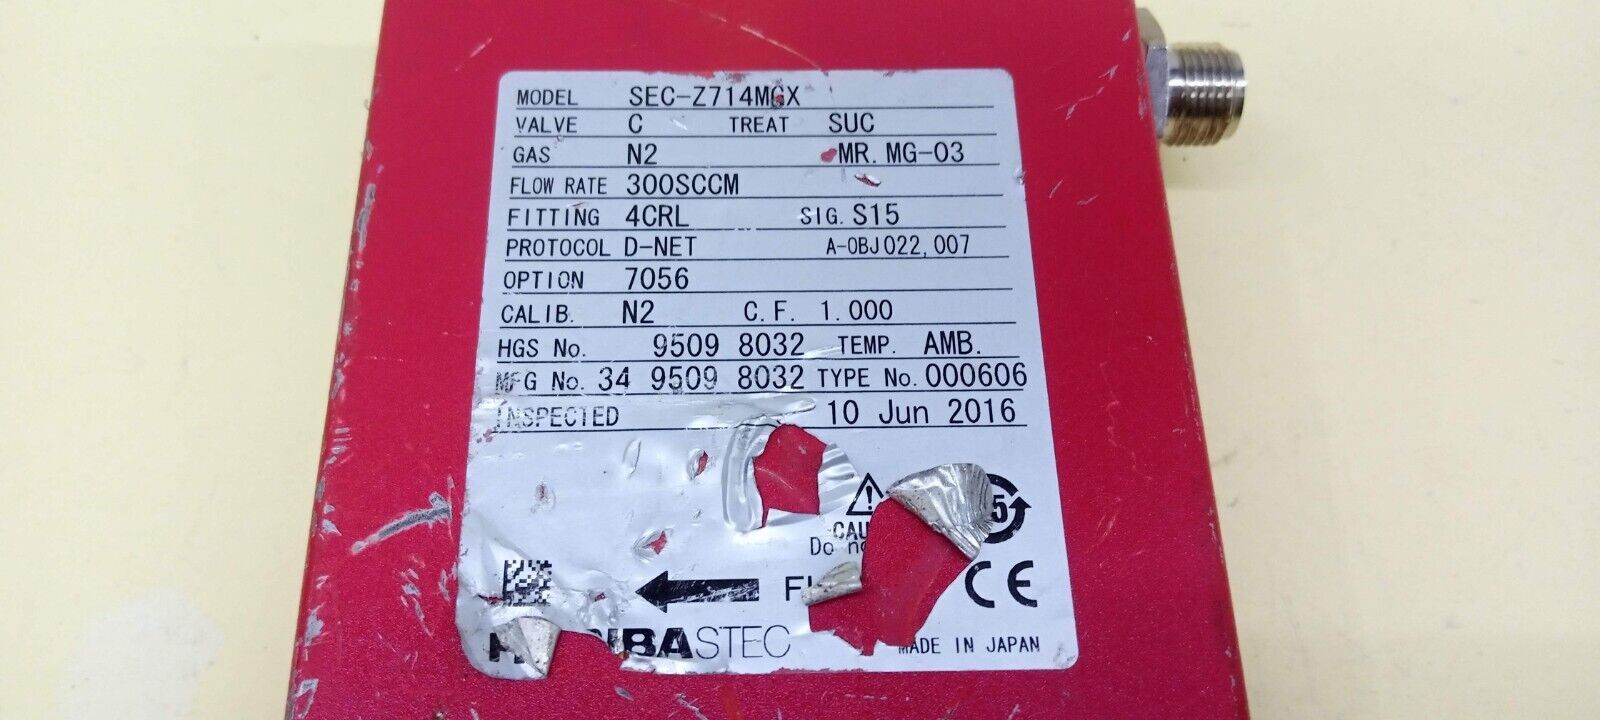 MODEL SEC-Z714MGX
VALVE C TREAT SUC
GAS N2 MR. MG-03
FLOW RATE 300SCCM
FITTING 4CRL SIG. S15
PROTOCOL D-NET A-0BJ022,007
OPTION 7056
CALIB. N2 C.F. 1.000
HGS No. 9509 8032 TEMP. AMB.
MFG No. 34 9509 8032 TYPE No. 000606
INSPECTED 10 Jun 2016
Do
CE
STEC
MADE IN JAPAN